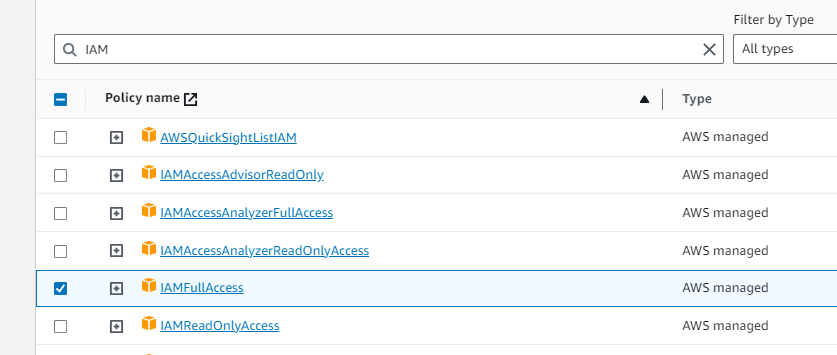 Filter by Type
IAM
All types
Policy name Type
AWSQuickSightListIAM AWS managed
IAMAccessAdvisorReadOnly AWS managed
IAMAccessAnalyzerFullAccess AWS managed
IAMAccessAnalyzerReadOnlyAccess AWS managed
IAMFullAccess AWS managed
IAMReadOnlyAccess AWS managed